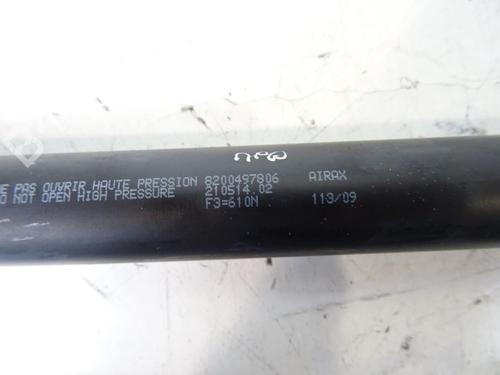 NE PAS OUVRIR HAUTE PRESSION 8200497806 AIRAX
DO NOT OPEN HIGH PRESSURE 210514.02
F3=610N 113/09